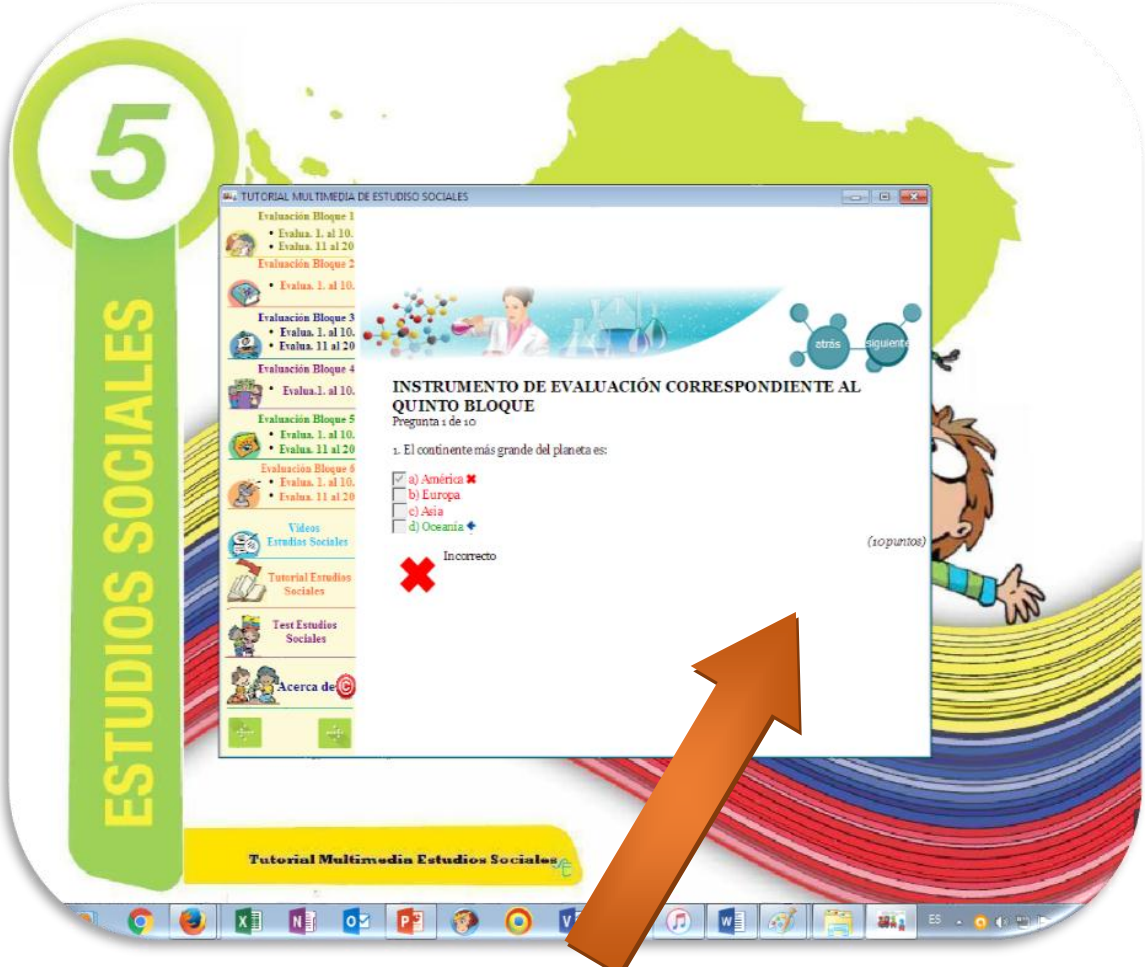 5
ESTUDIOS SOCIALES
TUTORIAL MULTIMEDIA DE ESTUDISO SOCIALES
Evaluación Bloque 1
• Evalua. 1. al 10.
• Evalua. 11 al 20
Evaluación Bloque 2
• Evalua. 1. al 10.
Evaluación Bloque 3
• Evalua. 1. al 10.
• Evalua. 11 al 20
Evaluación Bloque 4
• Evalua.1. al 10.
Evaluación Bloque 5
• Evalua. 1. al 10.
• Evalua. 11 al 20
Evaluación Bloque 6
• Evalua. 1. al 10.
• Evalua. 11 al 20
Videos
Estudios Sociales
Tutorial Estudios
Sociales
Test Estudios
Sociales
Acerca de
atrás
siguiente
INSTRUMENTO DE EVALUACIÓN CORRESPONDIENTE AL
QUINTO BLOQUE
Pregunta 1 de 10
1. El continente más grande del planeta es:
a) América
b) Europa
c) Asia
d) Oceanía
(10puntos)
Incorrecto
Tutorial Multimedia Estudios Sociales
ES